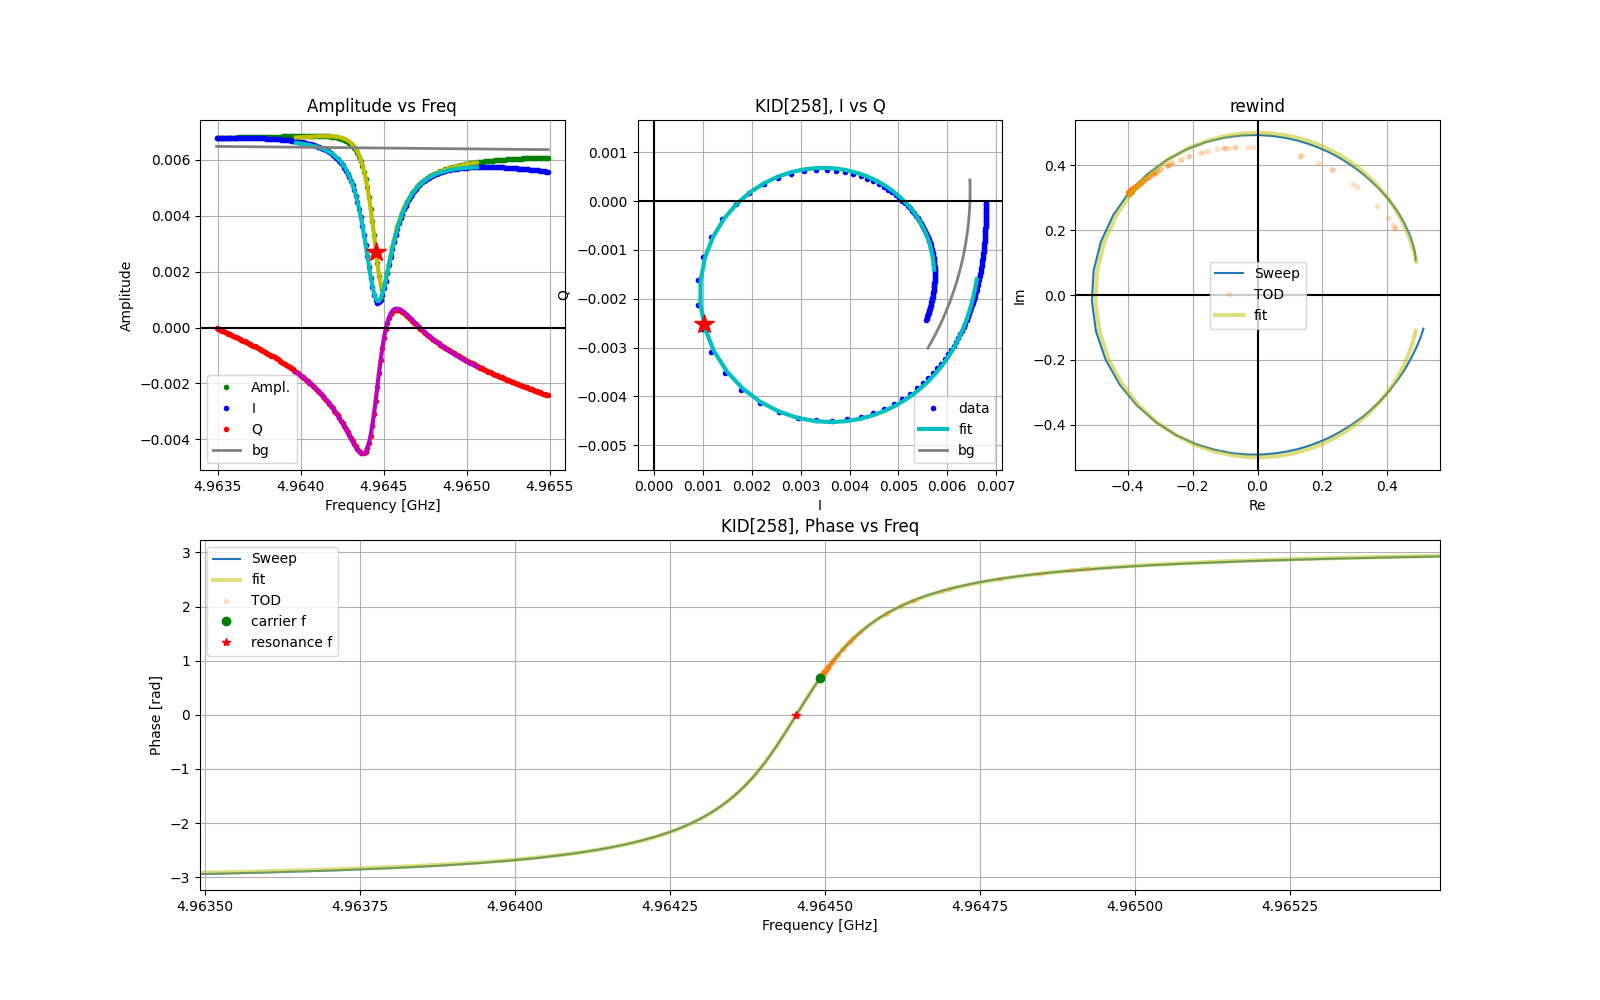 Amplitude vs Freq
KID[258], I vs Q
rewind
Amplitude
0.006
0.004
0.002
0.000
−0.002
−0.004
Ampl.
I
Q
bg
4.9635 4.9640 4.9645 4.9650 4.9655
Frequency [GHz]
Q
0.001
0.000
−0.001
−0.002
−0.003
−0.004
−0.005
data
fit
bg
0.000 0.001 0.002 0.003 0.004 0.005 0.006 0.007
I
Im
0.4
0.2
0.0
−0.2
−0.4
Sweep
TOD
fit
−0.4 −0.2 0.0 0.2 0.4
Re
KID[258], Phase vs Freq
Phase [rad]
3
2
1
0
−1
−2
−3
Sweep
fit
TOD
carrier f
resonance f
4.96350 4.96375 4.96400 4.96425 4.96450 4.96475 4.96500 4.96525
Frequency [GHz]